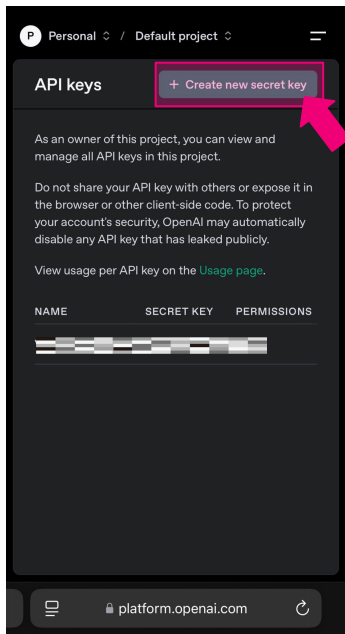 P Personal / Default project
API keys
+ Create new secret key
As an owner of this project, you can view and
manage all API keys in this project.
Do not share your API key with others or expose it in
the browser or other client-side code. To protect
your account's security, OpenAI may automatically
disable any API key that has leaked publicly.
View usage per API key on the Usage page.
NAME SECRET KEY PERMISSIONS
platform.openai.com